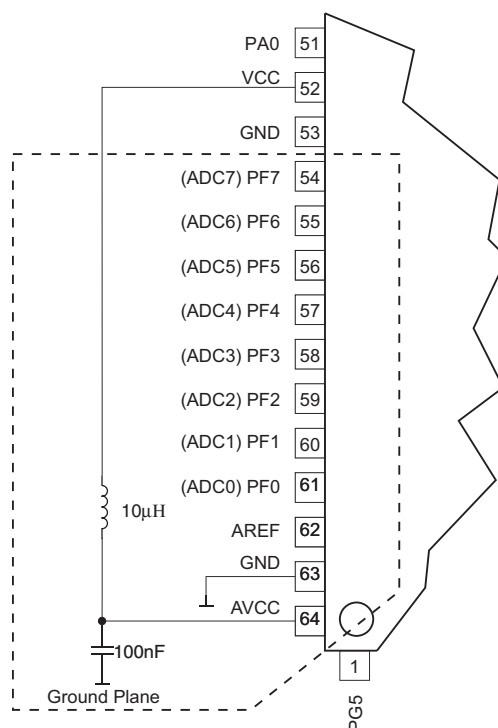 PA0 51
VCC 52
GND 53
(ADC7) PF7 54
(ADC6) PF6 55
(ADC5) PF5 56
(ADC4) PF4 57
(ADC3) PF3 58
(ADC2) PF2 59
(ADC1) PF1 60
(ADC0) PF0 61
10μH
AREF 62
GND 63
AVCC 64
100nF
1
Ground Plane
PG5